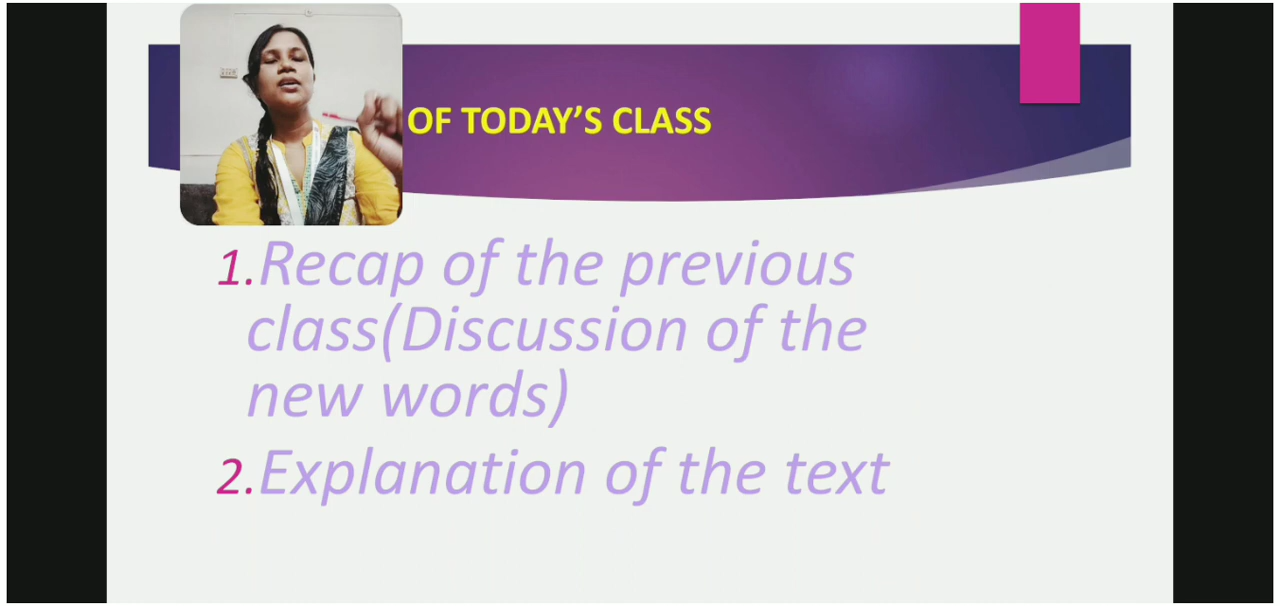 OF TODAY’S CLASS
1.Recap of the previous
class(Discussion of the
new words)
2.Explanation of the text